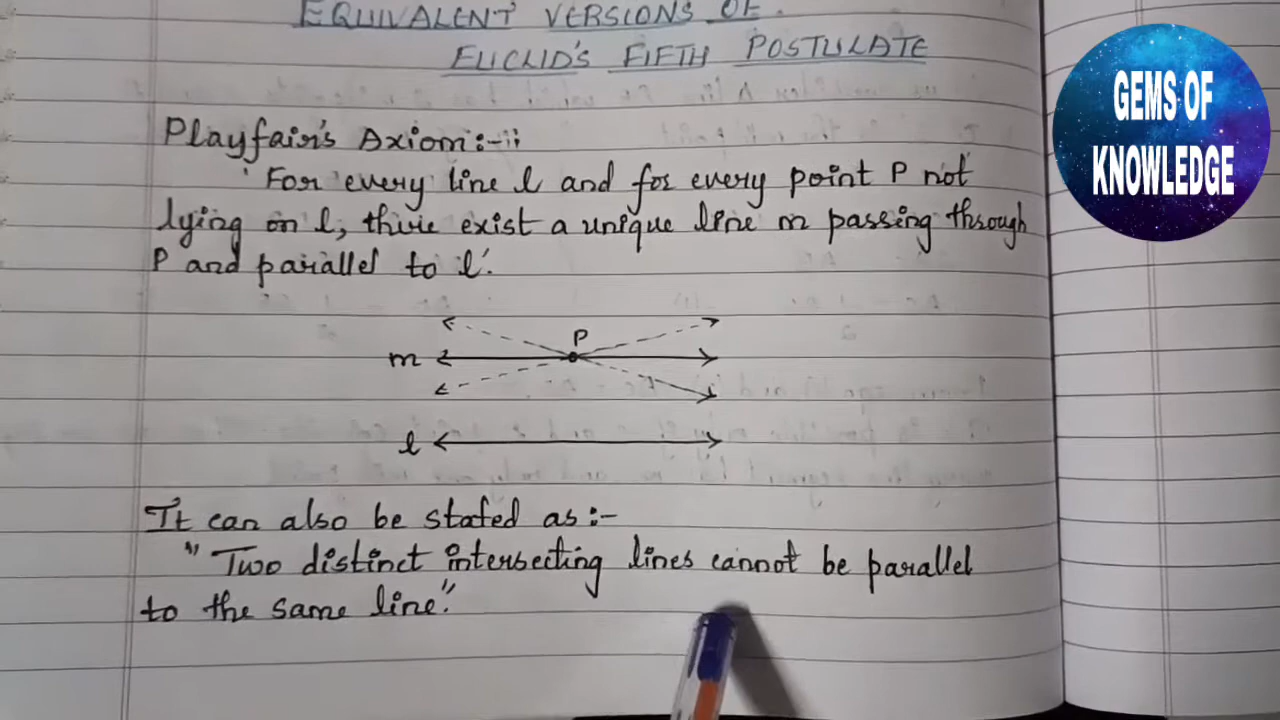 EQUIVALENT VERSIONS OF
EUCLID'S FIFTH POSTULATE
GEMS OF
KNOWLEDGE
Playfair's Axiom:-
'For every line l and for every point P not
lying on l, there exist a unique line m passing through
P and parallel to l'.
P
m
l
It can also be stated as:-
"Two distinct intersecting lines cannot be parallel
to the same line."